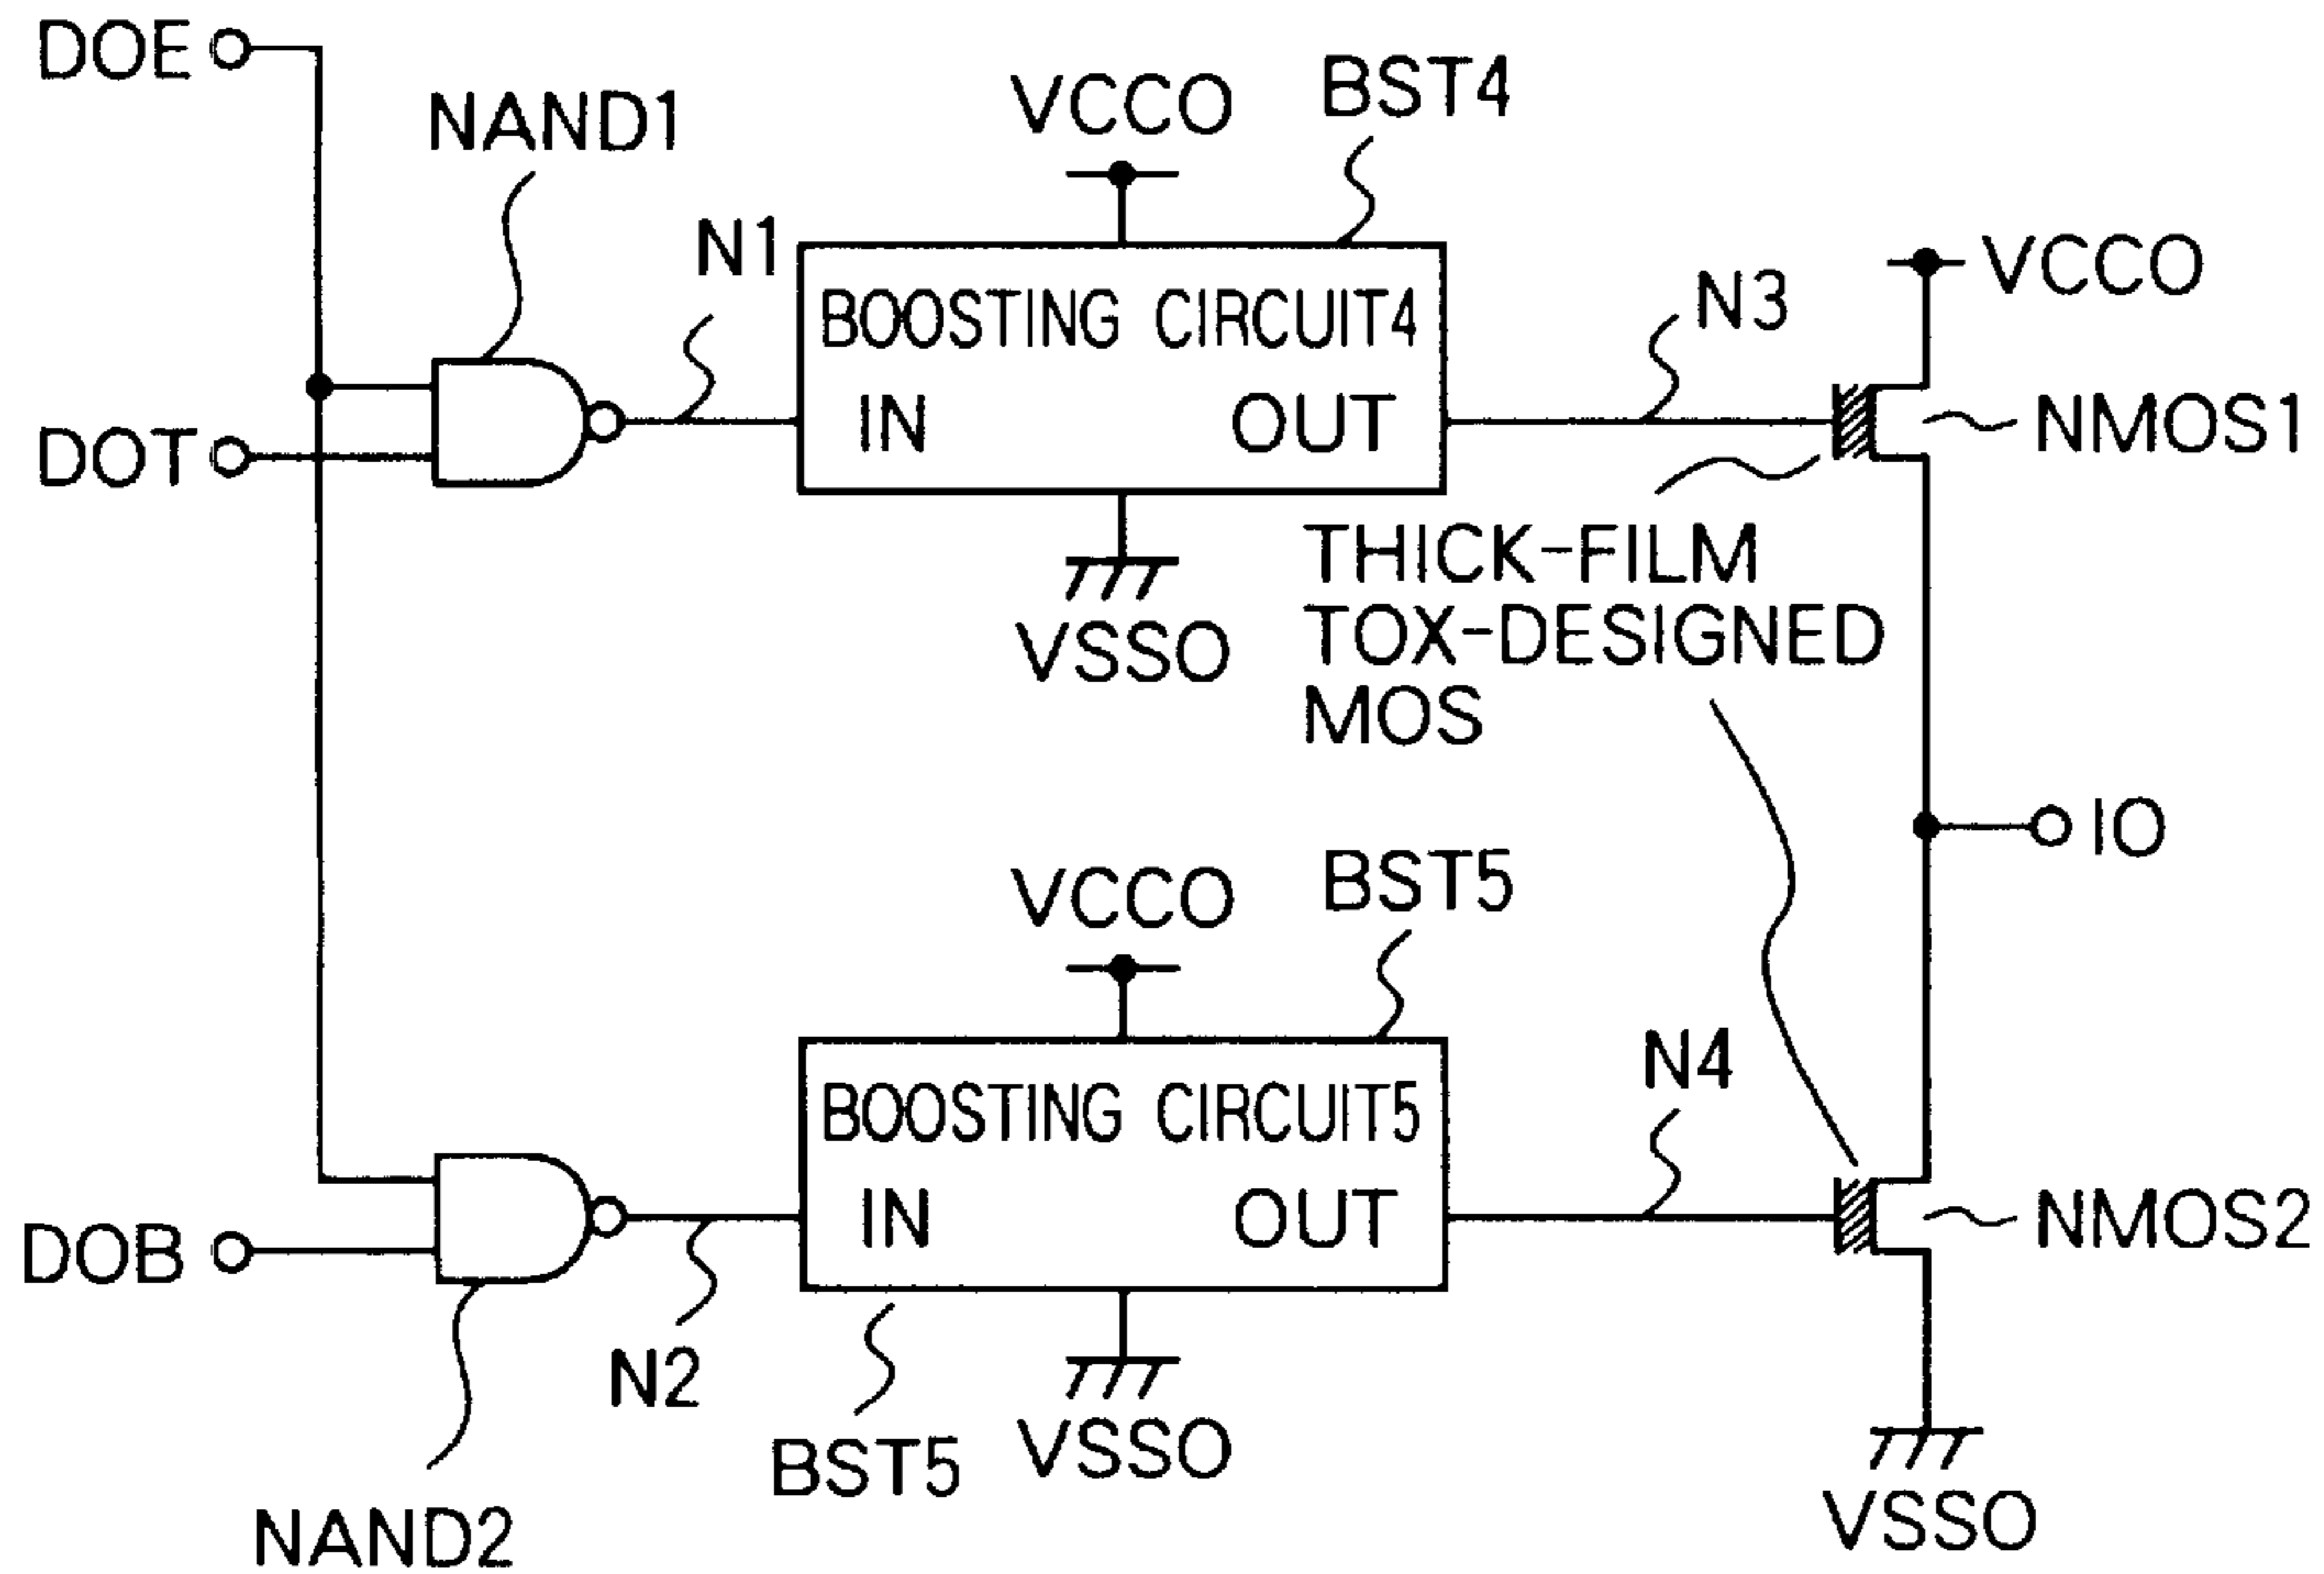 DOE
NAND1
VCCO
BST4
N1
VCCO
BOOSTING CIRCUIT4
N3
DOT
IN OUT
NMOS1
THICK-FILM
TOX-DESIGNED
MOS
VSSO
IO
VCCO
BST5
BOOSTING CIRCUIT5
N4
IN OUT
NMOS2
DOB
N2
BST5
VSSO
NAND2
VSSO